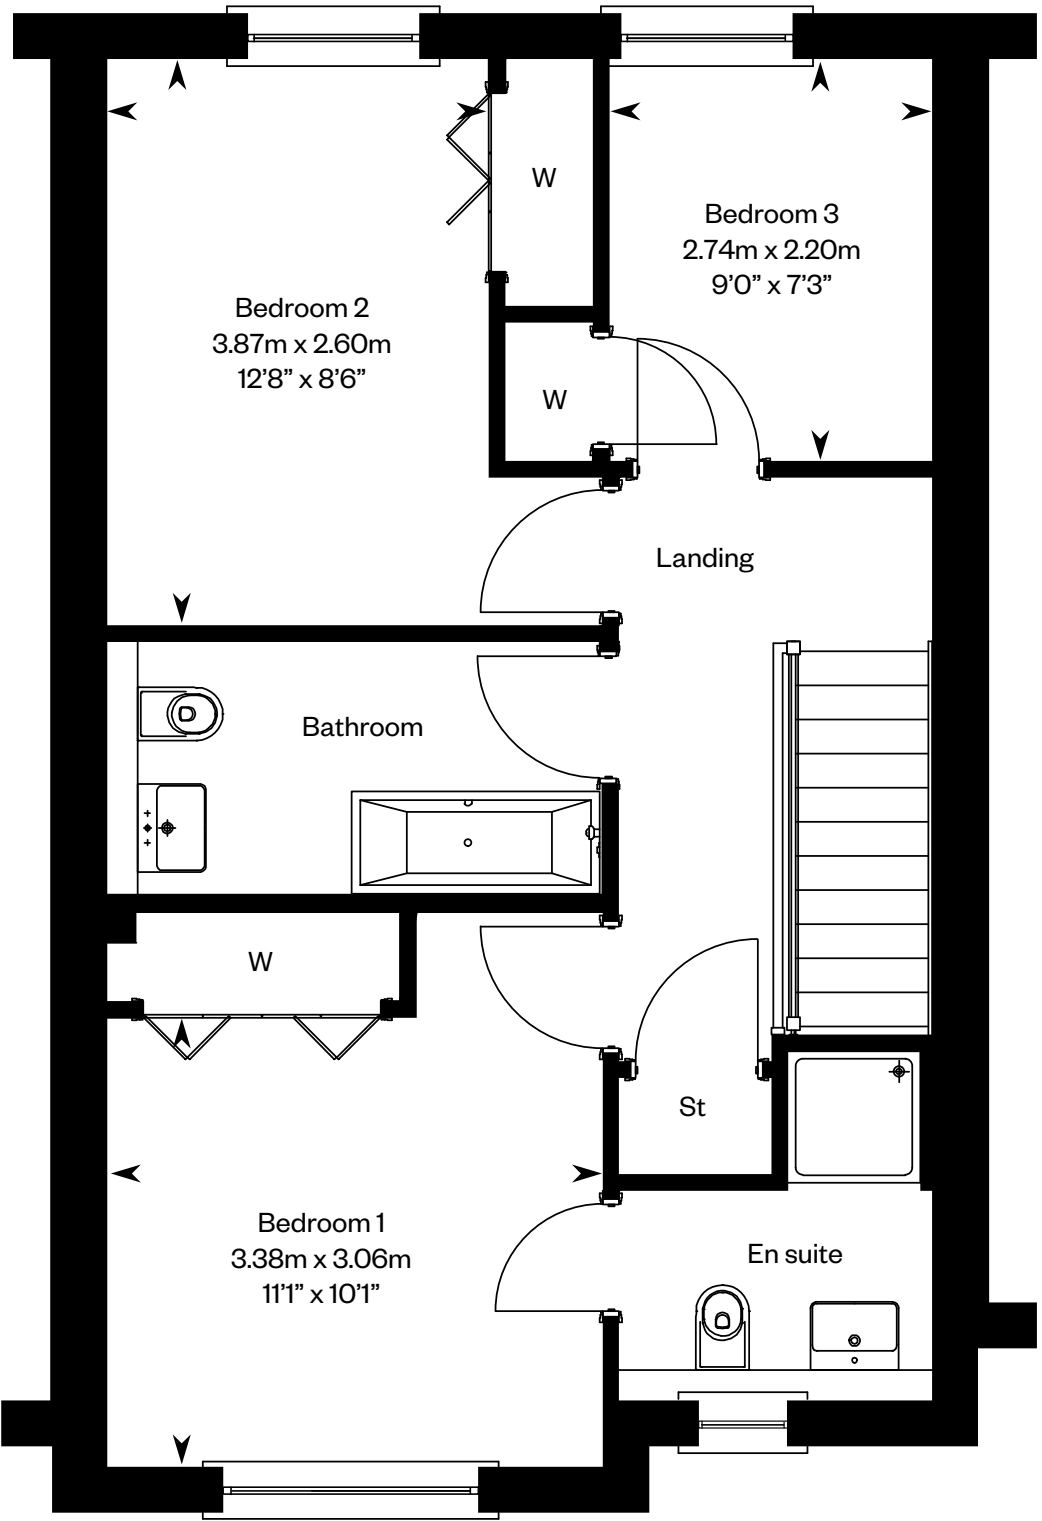 W
Bedroom 3
2.74m x 2.20m
9’0” x 7’3”
Bedroom 2
3.87m x 2.60m
12’8” x 8’6”
W
Landing
Bathroom
W
St
Bedroom 1
3.38m x 3.06m
11’1” x 10’1”
En suite